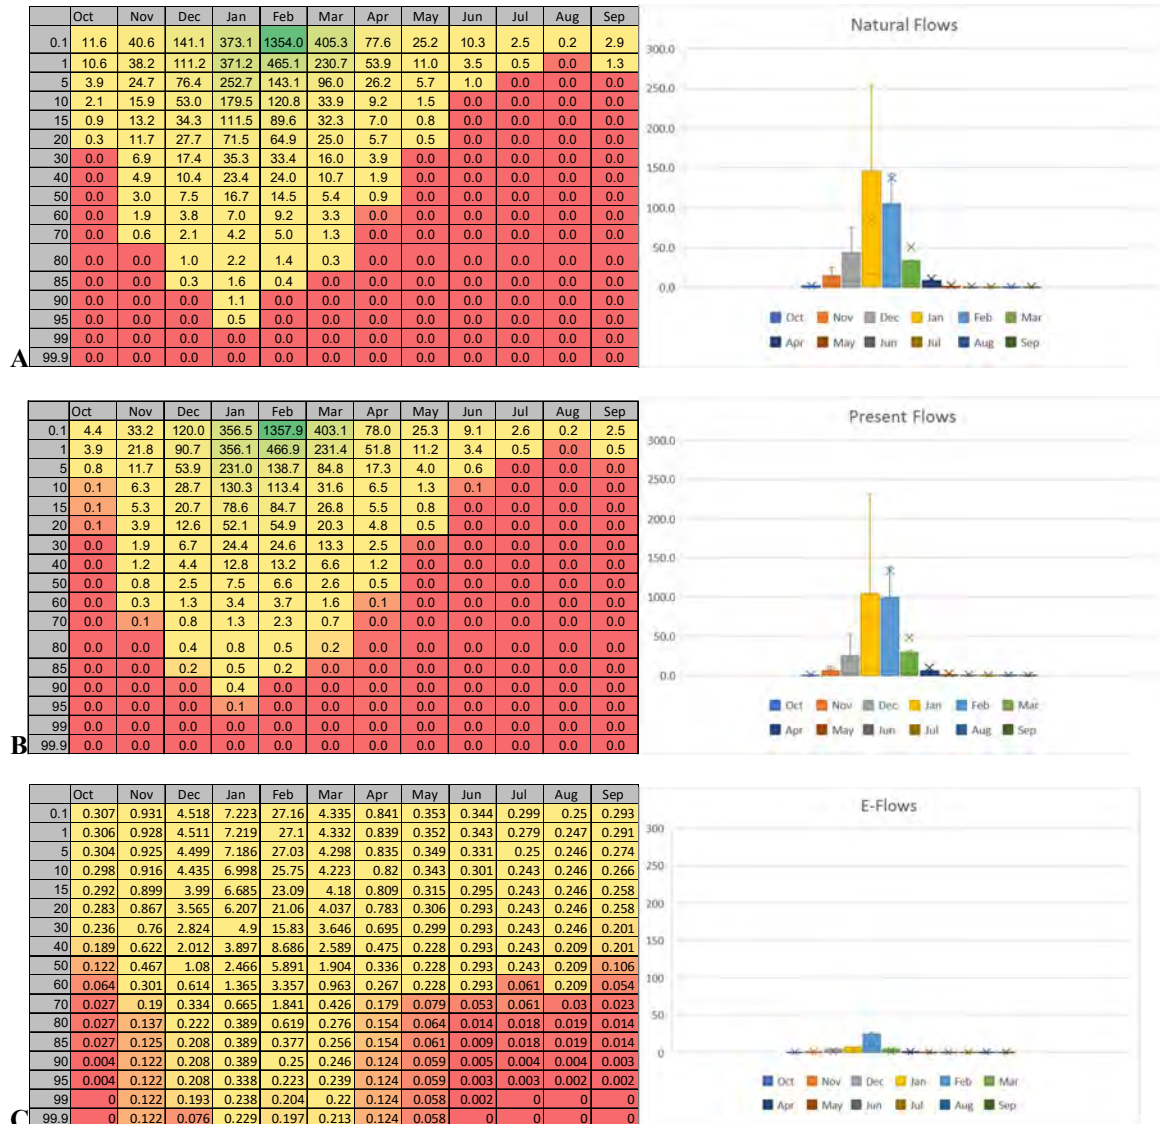 Oct Nov Dec Jan Feb Mar Apr May Jun Jul Aug Sep
0.1 11.6 40.6 141.1 373.1 1354.0 405.3 77.6 25.2 10.3 2.5 0.2 2.9
1 10.6 38.2 111.2 371.2 465.1 230.7 53.9 11.0 3.5 0.5 0.0 1.3
5 3.9 24.7 76.4 252.7 143.1 96.0 26.2 5.7 1.0 0.0 0.0 0.0
10 2.1 15.9 53.0 179.5 120.8 33.9 9.2 1.5 0.0 0.0 0.0 0.0
15 0.9 13.2 34.3 111.5 89.6 32.3 7.0 0.8 0.0 0.0 0.0 0.0
20 0.3 11.7 27.7 71.5 64.9 25.0 5.7 0.5 0.0 0.0 0.0 0.0
30 0.0 6.9 17.4 35.3 33.4 16.0 3.9 0.0 0.0 0.0 0.0 0.0
40 0.0 4.9 10.4 23.4 24.0 10.7 1.9 0.0 0.0 0.0 0.0 0.0
50 0.0 3.0 7.5 16.7 14.5 5.4 0.9 0.0 0.0 0.0 0.0 0.0
60 0.0 1.9 3.8 7.0 9.2 3.3 0.0 0.0 0.0 0.0 0.0 0.0
70 0.0 0.6 2.1 4.2 5.0 1.3 0.0 0.0 0.0 0.0 0.0 0.0
80 0.0 0.0 1.0 2.2 1.4 0.3 0.0 0.0 0.0 0.0 0.0 0.0
85 0.0 0.0 0.3 1.6 0.4 0.0 0.0 0.0 0.0 0.0 0.0 0.0
90 0.0 0.0 0.0 1.1 0.0 0.0 0.0 0.0 0.0 0.0 0.0 0.0
95 0.0 0.0 0.0 0.5 0.0 0.0 0.0 0.0 0.0 0.0 0.0 0.0
99 0.0 0.0 0.0 0.0 0.0 0.0 0.0 0.0 0.0 0.0 0.0 0.0
A 99.9 0.0 0.0 0.0 0.0 0.0 0.0 0.0 0.0 0.0 0.0 0.0 0.0
Natural Flows
300.0
250.0
200.0
150.0
100.0
50.0
0.0
Oct Nov Dec Jan Feb Mar
Apr May Jun Jul Aug Sep
Oct Nov Dec Jan Feb Mar Apr May Jun Jul Aug Sep
0.1 4.4 33.2 120.0 356.5 1357.9 403.1 78.0 25.3 9.1 2.6 0.2 2.5
1 3.9 21.8 90.7 356.1 466.9 231.4 51.8 11.2 3.4 0.5 0.0 0.5
5 0.8 11.7 53.9 231.0 138.7 84.8 17.3 4.0 0.6 0.0 0.0 0.0
10 0.1 6.3 28.7 130.3 113.4 31.6 6.5 1.3 0.1 0.0 0.0 0.0
15 0.1 5.3 20.7 78.6 84.7 26.8 5.5 0.8 0.0 0.0 0.0 0.0
20 0.1 3.9 12.6 52.1 54.9 20.3 4.8 0.5 0.0 0.0 0.0 0.0
30 0.0 1.9 6.7 24.4 24.6 13.3 2.5 0.0 0.0 0.0 0.0 0.0
40 0.0 1.2 4.4 12.8 13.2 6.6 1.2 0.0 0.0 0.0 0.0 0.0
50 0.0 0.8 2.5 7.5 6.6 2.6 0.5 0.0 0.0 0.0 0.0 0.0
60 0.0 0.3 1.3 3.4 3.7 1.6 0.1 0.0 0.0 0.0 0.0 0.0
70 0.0 0.1 0.8 1.3 2.3 0.7 0.0 0.0 0.0 0.0 0.0 0.0
80 0.0 0.0 0.4 0.8 0.5 0.2 0.0 0.0 0.0 0.0 0.0 0.0
85 0.0 0.0 0.2 0.5 0.2 0.0 0.0 0.0 0.0 0.0 0.0 0.0
90 0.0 0.0 0.0 0.4 0.0 0.0 0.0 0.0 0.0 0.0 0.0 0.0
95 0.0 0.0 0.0 0.1 0.0 0.0 0.0 0.0 0.0 0.0 0.0 0.0
99 0.0 0.0 0.0 0.0 0.0 0.0 0.0 0.0 0.0 0.0 0.0 0.0
B 99.9 0.0 0.0 0.0 0.0 0.0 0.0 0.0 0.0 0.0 0.0 0.0 0.0
Present Flows
300.0
250.0
200.0
150.0
100.0
50.0
0.0
Oct Nov Dec Jan Feb Mar
Apr May Jun Jul Aug Sep
Oct Nov Dec Jan Feb Mar Apr May Jun Jul Aug Sep
0.1 0.307 0.931 4.518 7.223 27.16 4.335 0.841 0.353 0.344 0.299 0.25 0.293
1 0.306 0.928 4.511 7.219 27.1 4.332 0.839 0.352 0.343 0.279 0.247 0.291
5 0.304 0.925 4.499 7.186 27.03 4.298 0.835 0.349 0.331 0.25 0.246 0.274
10 0.298 0.916 4.435 6.998 25.75 4.223 0.82 0.343 0.301 0.243 0.246 0.266
15 0.292 0.899 3.99 6.685 23.09 4.18 0.809 0.315 0.295 0.243 0.246 0.258
20 0.283 0.867 3.565 6.207 21.06 4.037 0.783 0.306 0.293 0.243 0.246 0.258
30 0.236 0.76 2.824 4.9 15.83 3.646 0.695 0.299 0.293 0.243 0.246 0.201
40 0.189 0.622 2.012 3.897 8.686 2.589 0.475 0.228 0.293 0.243 0.209 0.201
50 0.122 0.467 1.08 2.466 5.891 1.904 0.336 0.228 0.293 0.243 0.209 0.106
60 0.064 0.301 0.614 1.365 3.357 0.963 0.267 0.228 0.293 0.061 0.209 0.054
70 0.027 0.19 0.334 0.665 1.841 0.426 0.179 0.079 0.053 0.061 0.03 0.023
80 0.027 0.137 0.222 0.389 0.619 0.276 0.154 0.064 0.014 0.018 0.019 0.014
85 0.027 0.125 0.208 0.389 0.377 0.256 0.154 0.061 0.009 0.018 0.019 0.014
90 0.004 0.122 0.208 0.389 0.25 0.246 0.124 0.059 0.005 0.004 0.004 0.003
95 0.004 0.122 0.208 0.338 0.223 0.239 0.124 0.059 0.003 0.003 0.002 0.002
99 0 0.122 0.193 0.238 0.204 0.22 0.124 0.058 0.002 0 0 0
C 99.9 0 0.122 0.076 0.229 0.197 0.213 0.124 0.058 0 0 0 0
E-Flows
300
250
200
150
100
50
0
Oct Nov Dec Jan Feb Mar
Apr May Jun Jul Aug Sep